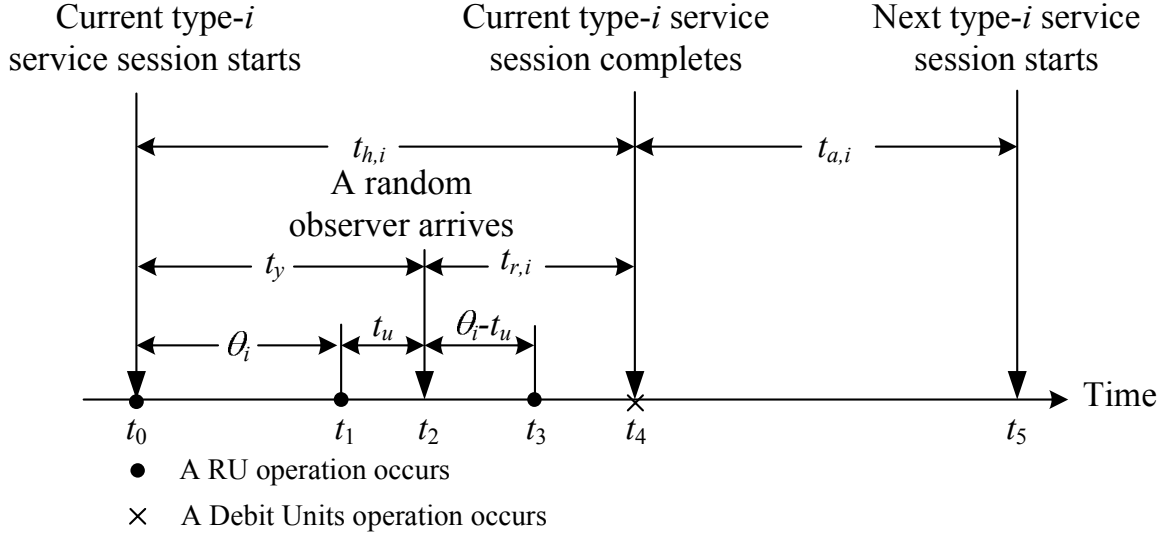 Current type-i
service session starts
Current type-i service
session completes
Next type-i service
session starts
t_{h,i}
t_{a,i}
A random
observer arrives
t_y
t_{r,i}
θ_i
t_u
θ_i-t_u
Time
t_0
t_1
t_2
t_3
t_4
t_5
A RU operation occurs
A Debit Units operation occurs